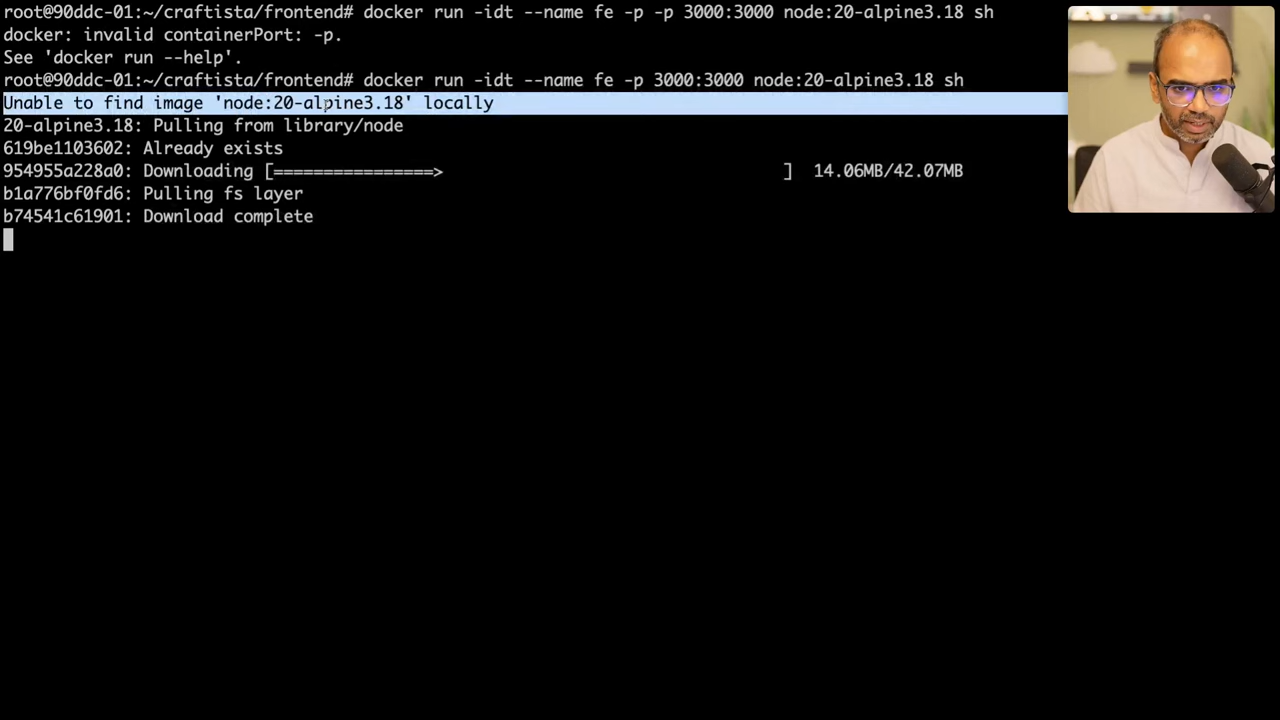 root@90ddc-01:~/craftista/frontend# docker run -idt --name fe -p -p 3000:3000 node:20-alpine3.18 sh
docker: invalid containerPort: -p.
See 'docker run --help'.
root@90ddc-01:~/craftista/frontend# docker run -idt --name fe -p 3000:3000 node:20-alpine3.18 sh
Unable to find image 'node:20-alpine3.18' locally
20-alpine3.18: Pulling from library/node
619be1103602: Already exists
954955a228a0: Downloading [================>                                  ]  14.06MB/42.07MB
b1a776bf0fd6: Pulling fs layer
b74541c61901: Download complete